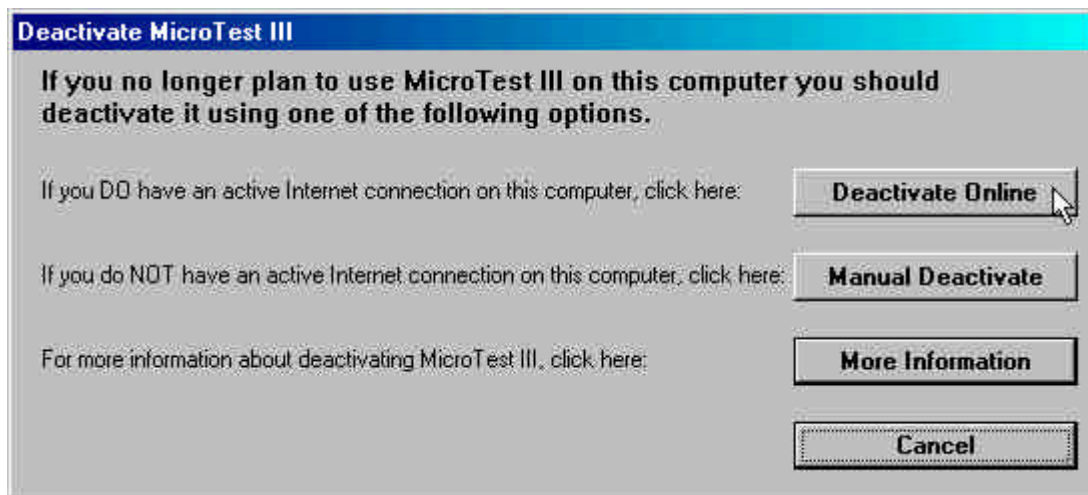 Deactivate MicroTest III
If you no longer plan to use MicroTest III on this computer you should
deactivate it using one of the following options.
If you DO have an active Internet connection on this computer, click here:
Deactivate Online
If you do NOT have an active Internet connection on this computer, click here:
Manual Deactivate
For more information about deactivating MicroTest III, click here:
More Information
Cancel